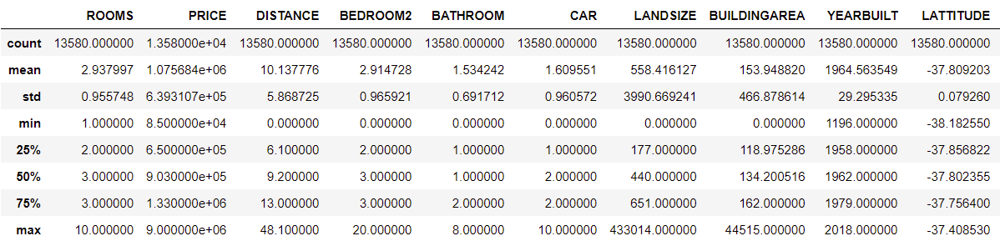 ROOMS PRICE DISTANCE BEDROOM2 BATHROOM CAR LANDSIZE BUILDINGAREA YEARBUILT LATTITUDE
count 13580.000000 1.358000e+04 13580.000000 13580.000000 13580.000000 13580.000000 13580.000000 13580.000000 13580.000000 13580.000000
mean 2.937997 1.075684e+06 10.137776 2.914728 1.534242 1.609551 558.416127 153.948820 1964.563549 -37.809203
std 0.955748 6.393107e+05 5.868725 0.965921 0.691712 0.960572 3990.669241 466.878614 29.295335 0.079260
min 1.000000 8.500000e+04 0.000000 0.000000 0.000000 0.000000 0.000000 0.000000 1196.000000 -38.182550
25% 2.000000 6.500000e+05 6.100000 2.000000 1.000000 1.000000 177.000000 118.975286 1958.000000 -37.856822
50% 3.000000 9.030000e+05 9.200000 3.000000 1.000000 2.000000 440.000000 134.200516 1962.000000 -37.802355
75% 3.000000 1.330000e+06 13.000000 3.000000 2.000000 2.000000 651.000000 162.000000 1979.000000 -37.756400
max 10.000000 9.000000e+06 48.100000 20.000000 8.000000 10.000000 433014.000000 44515.000000 2018.000000 -37.408530